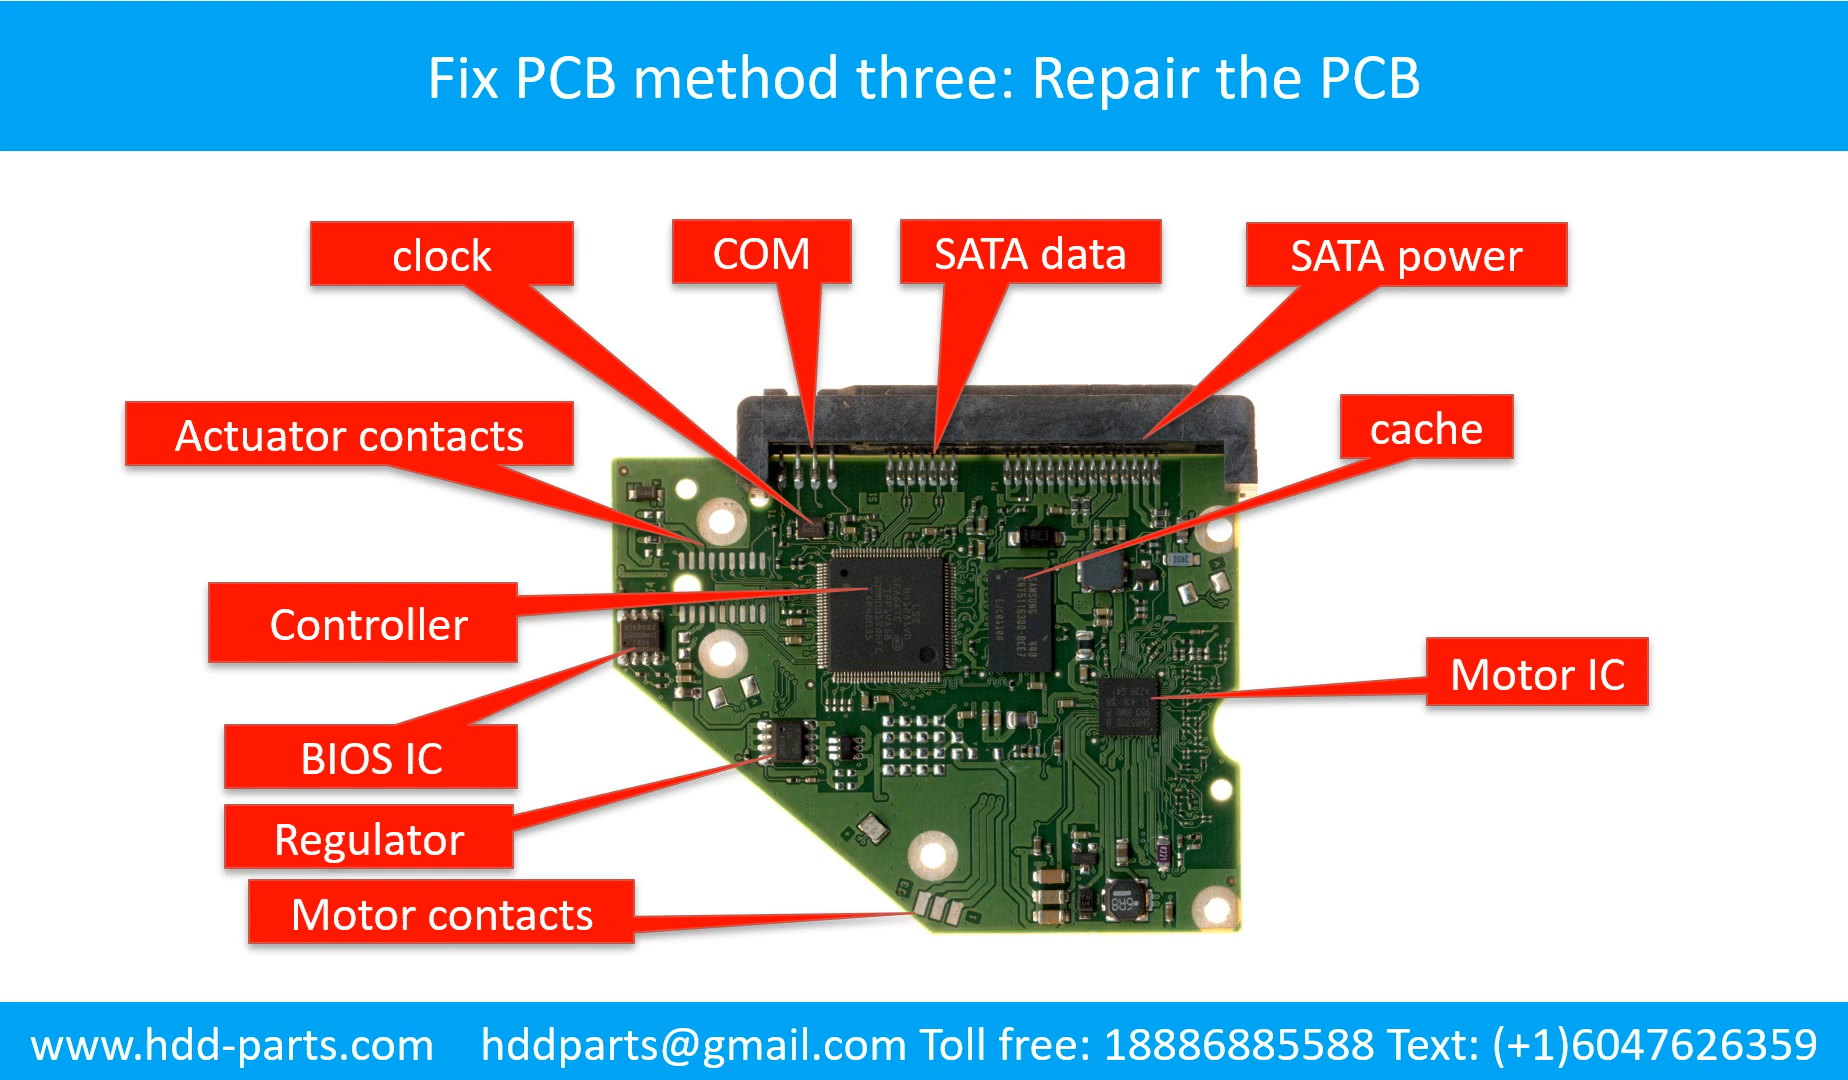 Fix PCB method three: Repair the PCB
clock
COM
SATA data
SATA power
Actuator contacts
cache
Controller
Motor IC
BIOS IC
Regulator
Motor contacts
SAMSUNG
www.hdd-parts.com hddparts@gmail.com Toll free: 18886885588 Text: (+1)6047626359